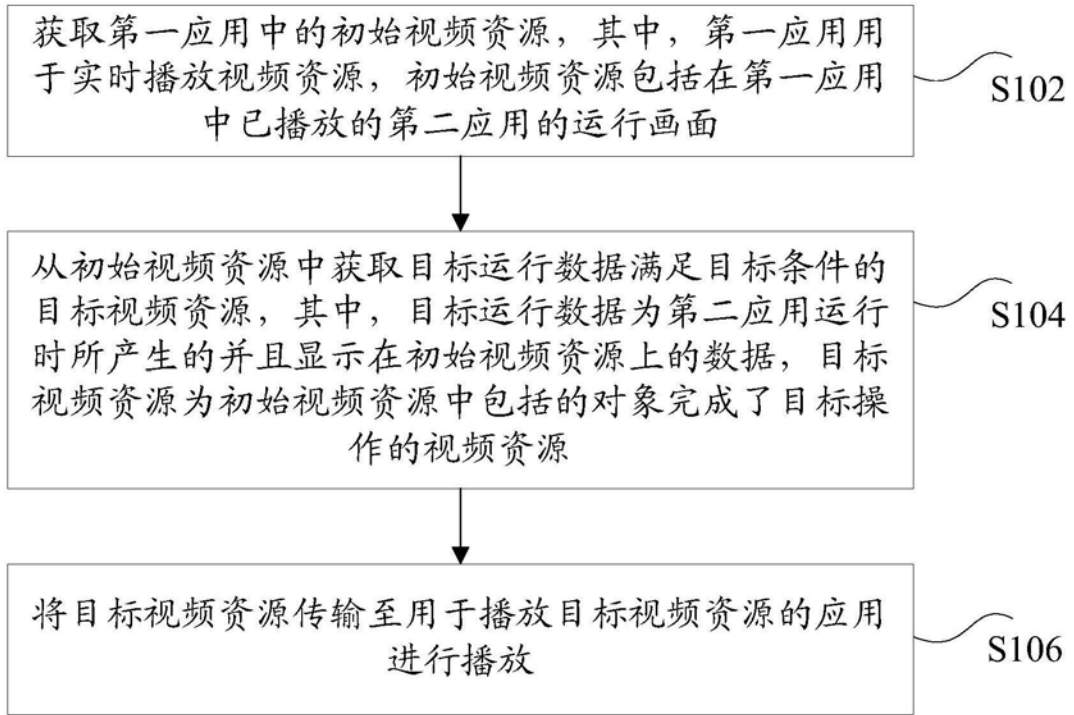 获取第一应用中的初始视频资源，其中，第一应用用
于实时播放视频资源，初始视频资源包括在第一应用
中已播放的第二应用的运行画面
S102
从初始视频资源中获取目标运行数据满足目标条件的
目标视频资源，其中，目标运行数据为第二应用运行
时所产生的并且显示在初始视频资源上的数据，目标
视频资源为初始视频资源中包括的对象完成了目标操
作的视频资源
S104
将目标视频资源传输至用于播放目标视频资源的应用
进行播放
S106